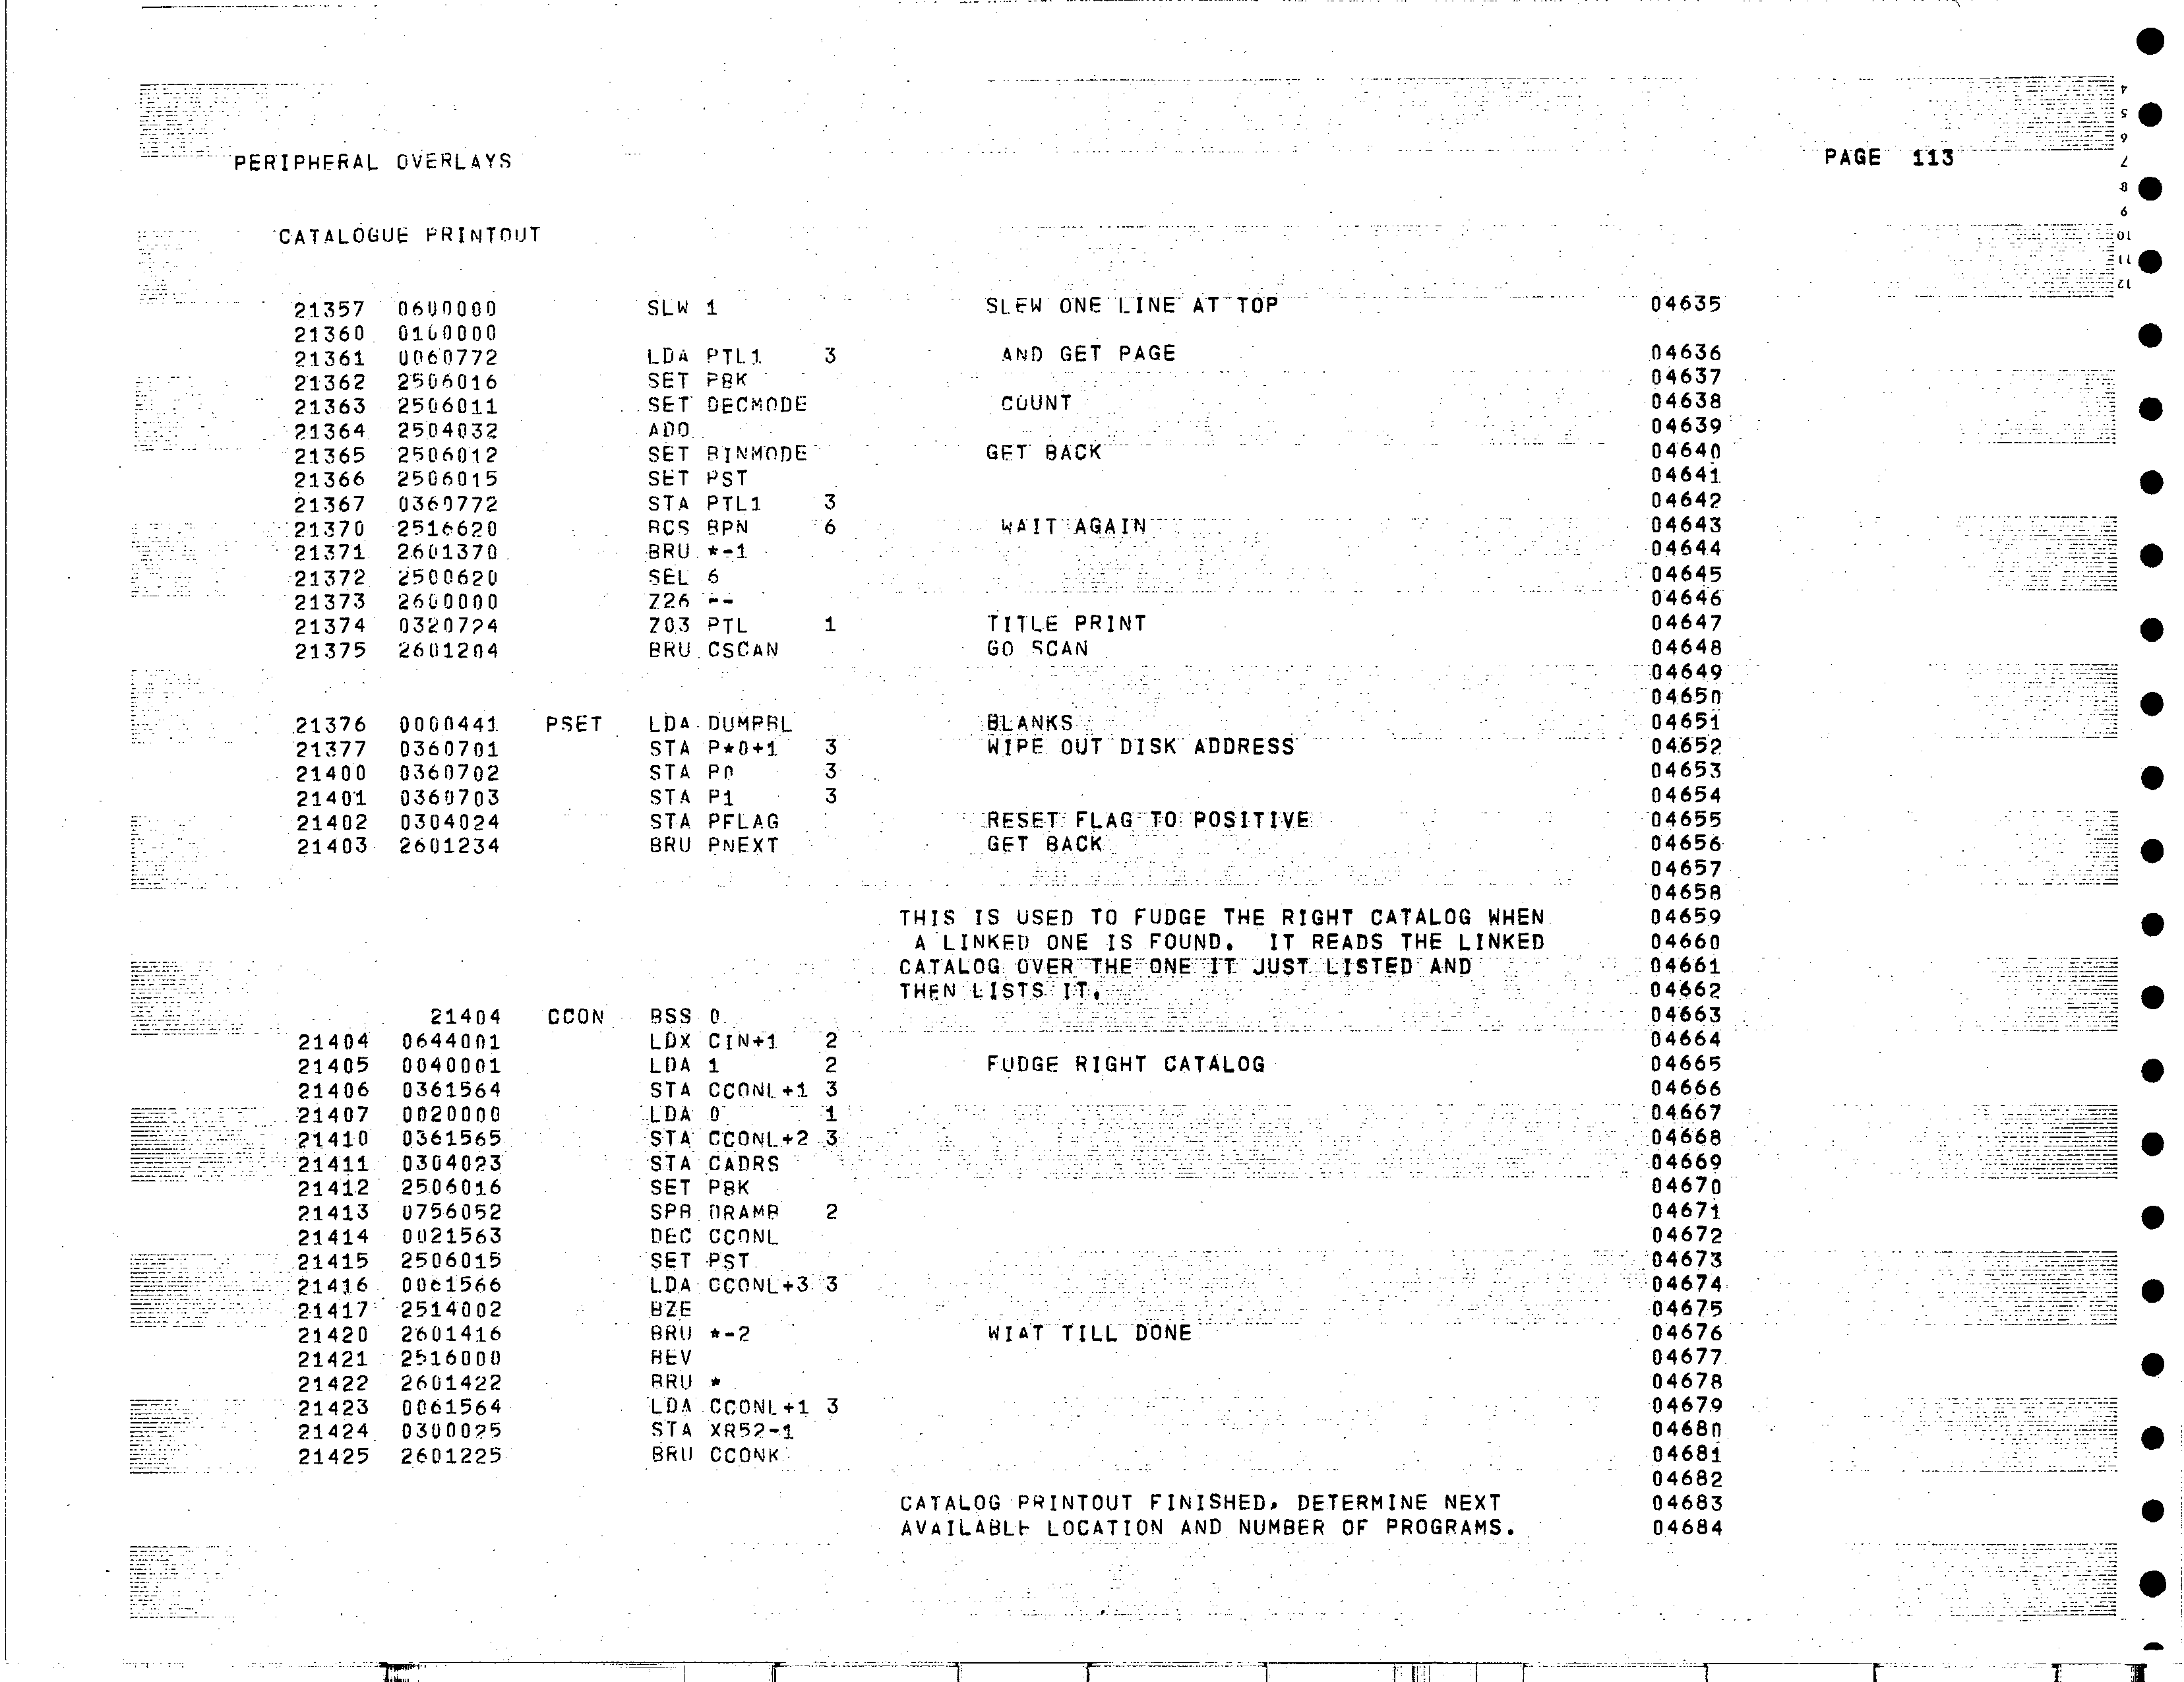 PERIPHERAL OVERLAYS PAGE 113
CATALOGUE PRINTOUT
21357 0600000 SLW 1 SLEW ONE LINE AT TOP 04635
21360 0100000
21361 0060772 LDA PTL1 3 AND GET PAGE 04636
21362 2506016 SET PBK 04637
21363 2506011 SET DECMODE COUNT 04638
21364 2504032 ADO 04639
21365 2506012 SET BINMODE GET BACK 04640
21366 2506015 SET PST 04641
21367 0360772 STA PTL1 3 04642
21370 2516620 BCS BPN 6 WAIT AGAIN 04643
21371 2601370 BRU *-1 04644
21372 2500620 SEL 6 04645
21373 2600000 Z26 -- 04646
21374 0320724 Z03 PTL 1 TITLE PRINT 04647
21375 2601204 BRU CSCAN GO SCAN 04648
04649
04650
21376 0000441 PSET LDA DUMPBL BLANKS 04651
21377 0360701 STA P*0+1 3 WIPE OUT DISK ADDRESS 04652
21400 0360702 STA P0 3 04653
21401 0360703 STA P1 3 04654
21402 0304024 STA PFLAG RESET FLAG TO POSITIVE 04655
21403 2601234 BRU PNEXT GET BACK 04656
04657
04658
THIS IS USED TO FUDGE THE RIGHT CATALOG WHEN 04659
A LINKED ONE IS FOUND. IT READS THE LINKED 04660
CATALOG OVER THE ONE IT JUST LISTED AND 04661
THEN LISTS IT. 04662
21404 CCON BSS 0 04663
21404 0644001 LDX CIN+1 2 04664
21405 0040001 LDA 1 2 FUDGE RIGHT CATALOG 04665
21406 0361564 STA CCONL+1 3 04666
21407 0020000 LDA 0 1 04667
21410 0361565 STA CCONL+2 3 04668
21411 0304023 STA CADRS 04669
21412 2506016 SET PBK 04670
21413 0756052 SPB DRAMB 2 04671
21414 0021563 DEC CCONL 04672
21415 2506015 SET PST 04673
21416 0061566 LDA CCONL+3 3 04674
21417 2514002 BZE 04675
21420 2601416 BRU *-2 WIAT TILL DONE 04676
21421 2516000 BEV 04677
21422 2601422 BRU * 04678
21423 0061564 LDA CCONL+1 3 04679
21424 0300025 STA XR52-1 04680
21425 2601225 BRU CCONK 04681
04682
CATALOG PRINTOUT FINISHED. DETERMINE NEXT 04683
AVAILABLE LOCATION AND NUMBER OF PROGRAMS. 04684
4
5
6
7
8
9
10
11
12